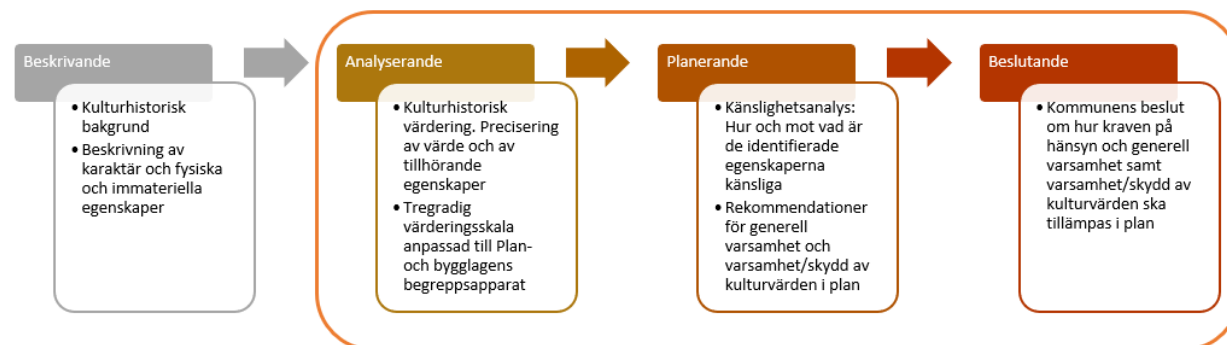 Beskrivande
• Kulturhistorisk
bakgrund
• Beskrivning av
karaktär och fysiska
och immateriella
egenskaper
Analyserande
• Kulturhistorisk
värdering. Precisering
av värde och av
tillhörande
egenskaper
• Tregradig
värderingsskala
anpassad till Plan-
och bygglagens
begreppsapparat
Planerande
• Känslighetsanalys:
Hur och mot vad är
de identifierade
egenskaperna
känsliga
• Rekommendationer
för generell
varsamhet och
varsamhet/skydd av
kulturvärden i plan
Beslutande
• Kommunens beslut
om hur kraven på
hänsyn och generell
varsamhet samt
varsamhet/skydd av
kulturvärden ska
tillämpas i plan